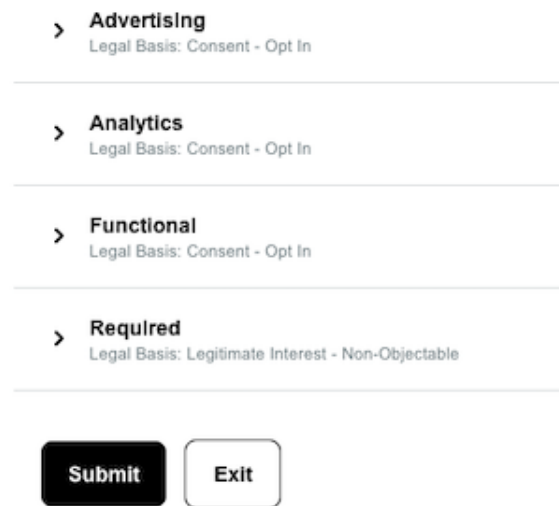 Advertising
Legal Basis: Consent - Opt In
Analytics
Legal Basis: Consent - Opt In
Functional
Legal Basis: Consent - Opt In
Required
Legal Basis: Legitimate Interest - Non-Objectable
Submit Exit